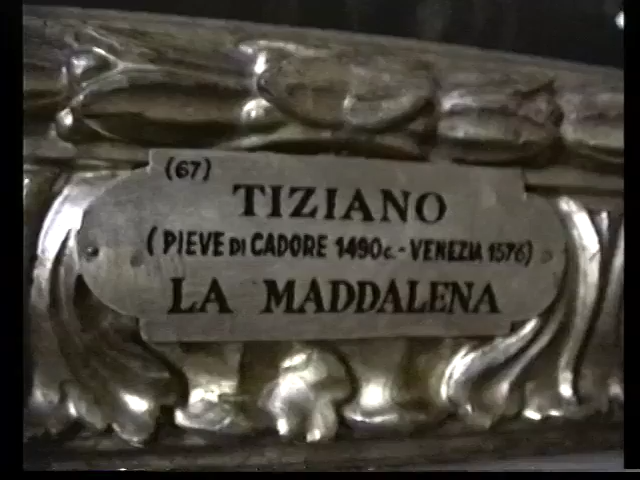 (67)
TIZIANO
(PIEVE DI CADORE 1490c. - VENEZIA 1576)
LA MADDALENA